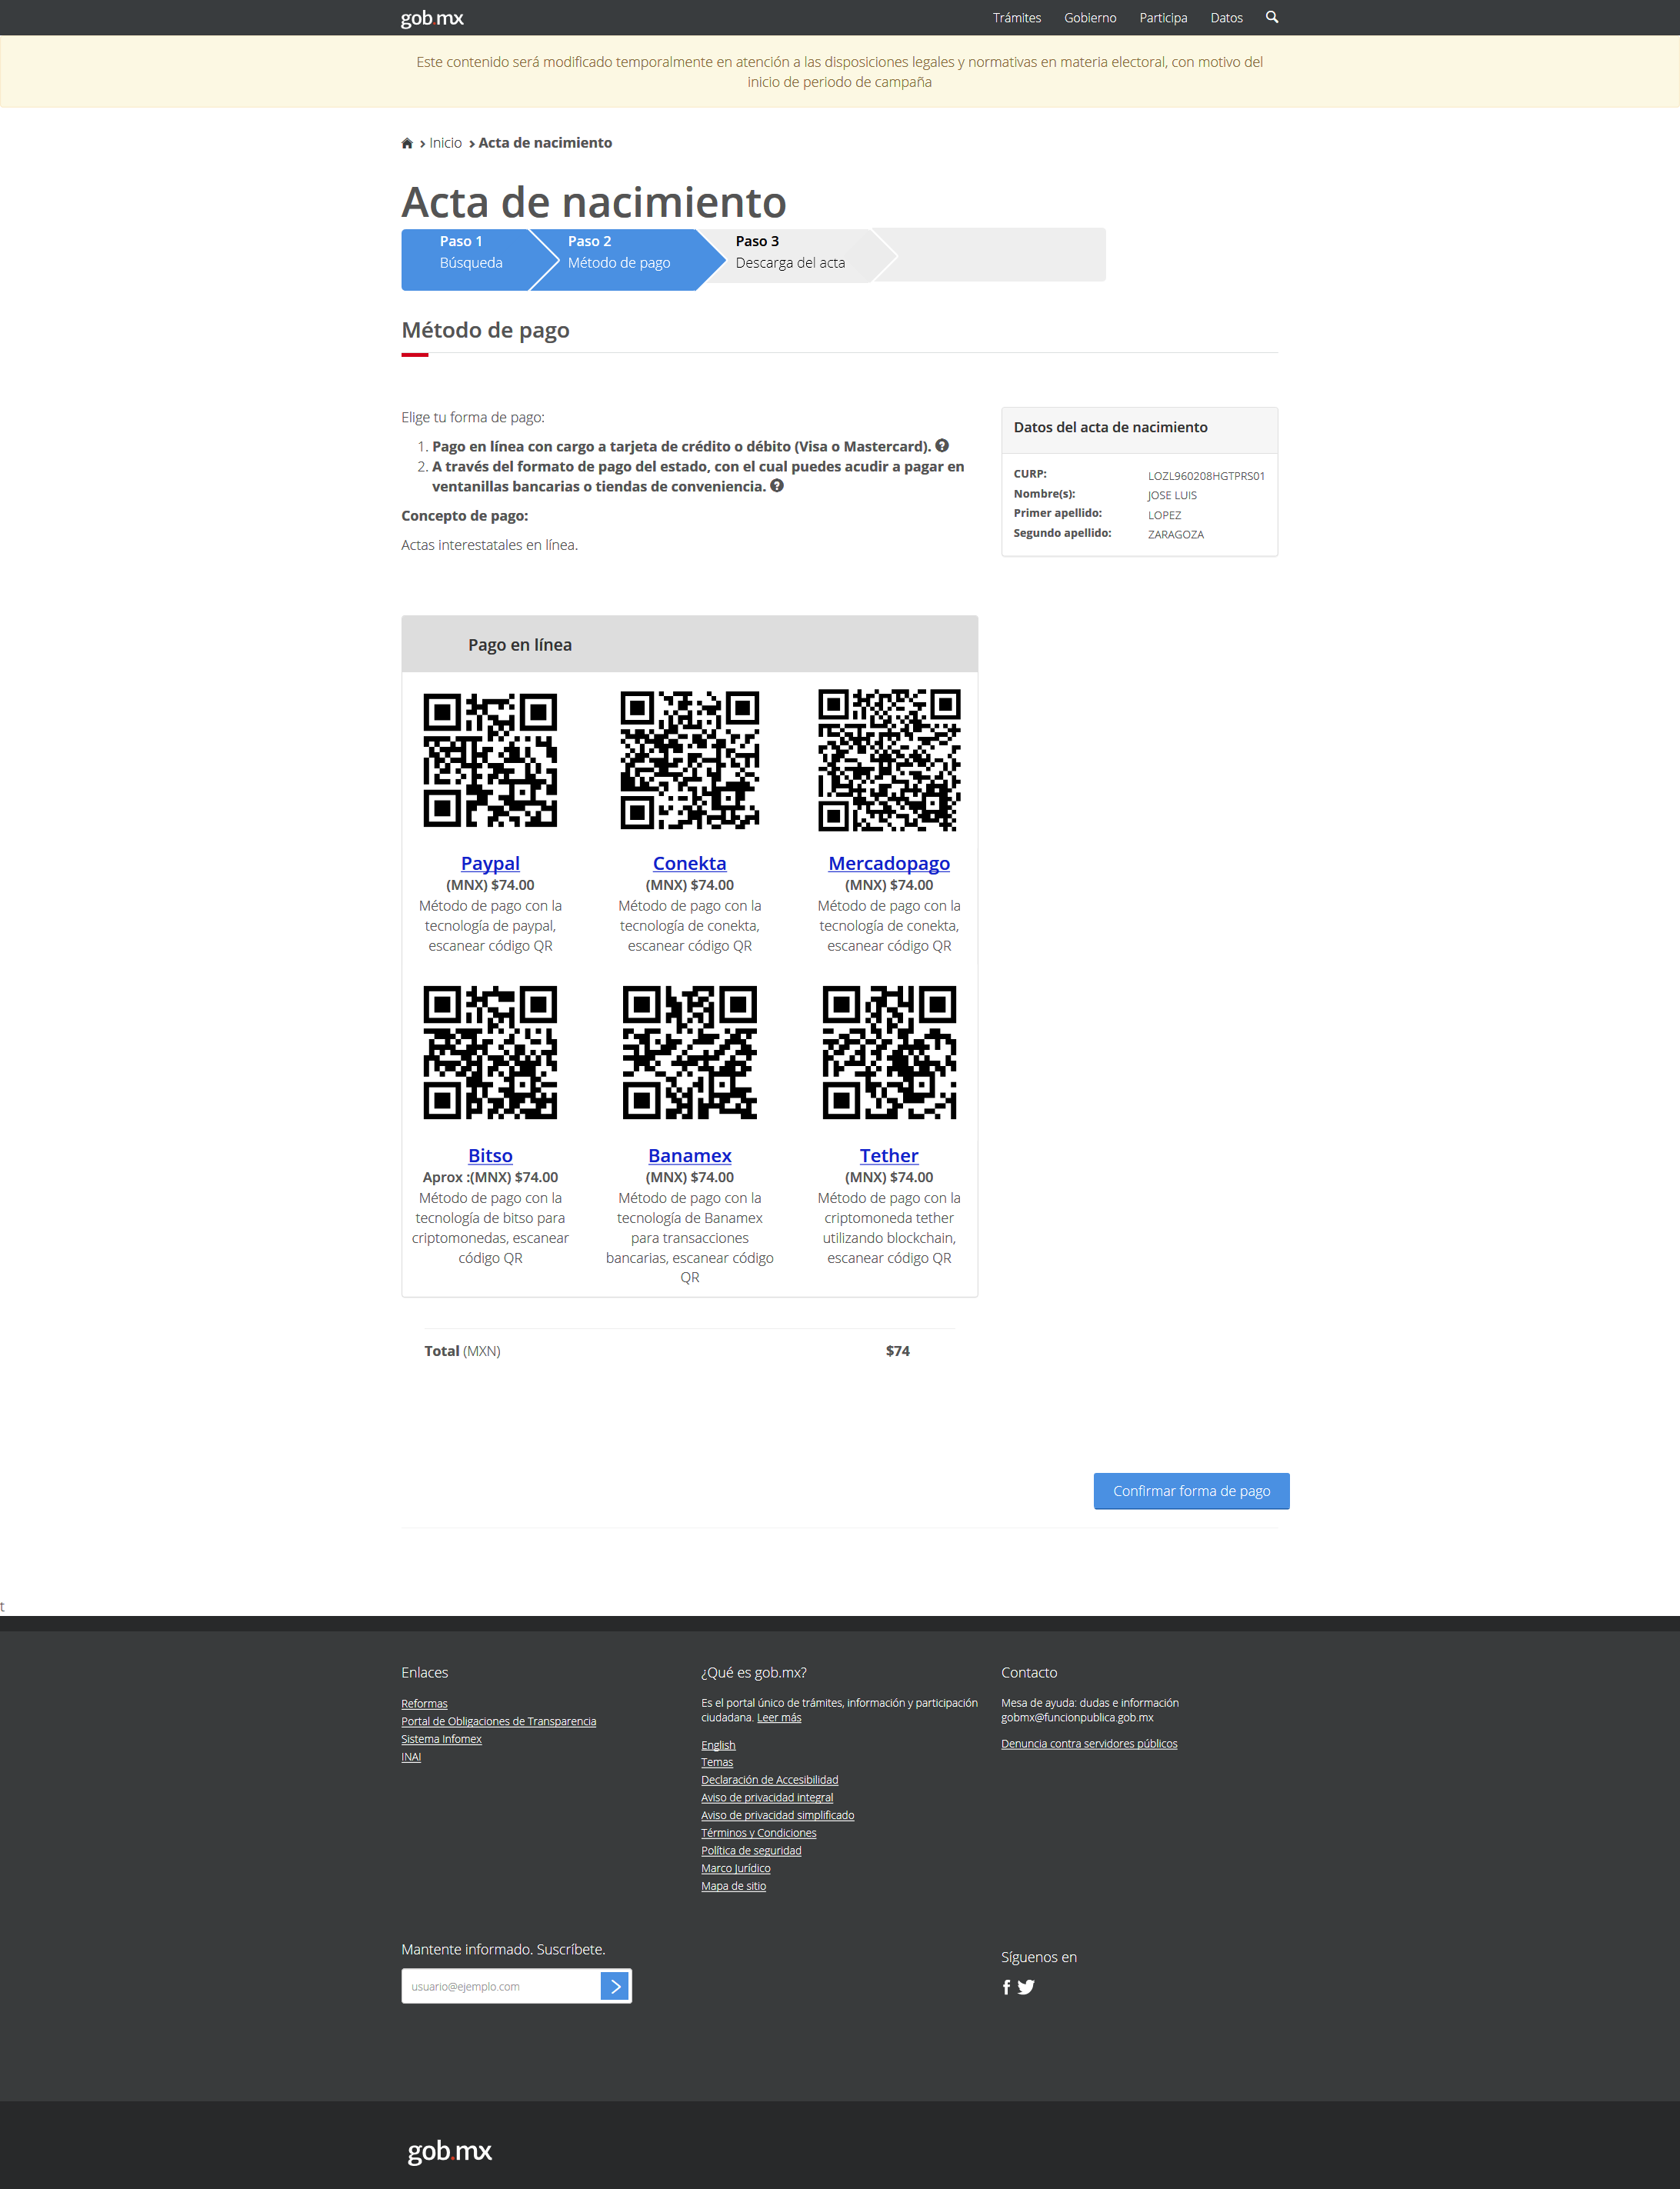 gob.mx
Trámites Gobierno Participa Datos
Este contenido será modificado temporalmente en atención a las disposiciones legales y normativas en materia electoral, con motivo del
inicio de periodo de campaña
Inicio Acta de nacimiento
Acta de nacimiento
Paso 1
Búsqueda
Paso 2
Método de pago
Paso 3
Descarga del acta
Método de pago
Elige tu forma de pago:
1. Pago en línea con cargo a tarjeta de crédito o débito (Visa o Mastercard).
2. A través del formato de pago del estado, con el cual puedes acudir a pagar en
ventanillas bancarias o tiendas de conveniencia.
Concepto de pago:
Actas interestatales en línea.
Datos del acta de nacimiento
CURP: LOZL960208HGTPRS01
Nombre(s): JOSE LUIS
Primer apellido: LOPEZ
Segundo apellido: ZARAGOZA
Pago en línea
Paypal
(MNX) $74.00
Método de pago con la
tecnología de paypal,
escanear código QR
Conekta
(MNX) $74.00
Método de pago con la
tecnología de conekta,
escanear código QR
Mercadopago
(MNX) $74.00
Método de pago con la
tecnología de conekta,
escanear código QR
Bitso
Aprox :(MNX) $74.00
Método de pago con la
tecnología de bitso para
criptomonedas, escanear
código QR
Banamex
(MNX) $74.00
Método de pago con la
tecnología de Banamex
para transacciones
bancarias, escanear código
QR
Tether
(MNX) $74.00
Método de pago con la
criptomoneda tether
utilizando blockchain,
escanear código QR
Total (MXN) $74
Confirmar forma de pago
t
Enlaces
Reformas
Portal de Obligaciones de Transparencia
Sistema Infomex
INAI
¿Qué es gob.mx?
Es el portal único de trámites, información y participación
ciudadana. Leer más
English
Temas
Declaración de Accesibilidad
Aviso de privacidad integral
Aviso de privacidad simplificado
Términos y Condiciones
Política de seguridad
Marco Jurídico
Mapa de sitio
Contacto
Mesa de ayuda: dudas e información
gobmx@funcionpublica.gob.mx
Denuncia contra servidores públicos
Mantente informado. Suscríbete.
usuario@ejemplo.com
Síguenos en
gob.mx